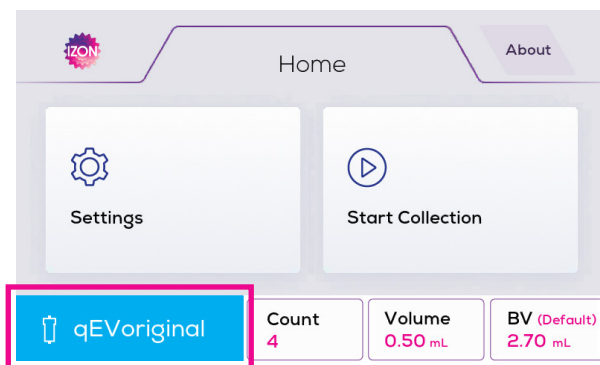 IZON
Home
About
Settings
Start Collection
qEVoriginal
Count
4
Volume
0.50 mL
BV (Default)
2.70 mL